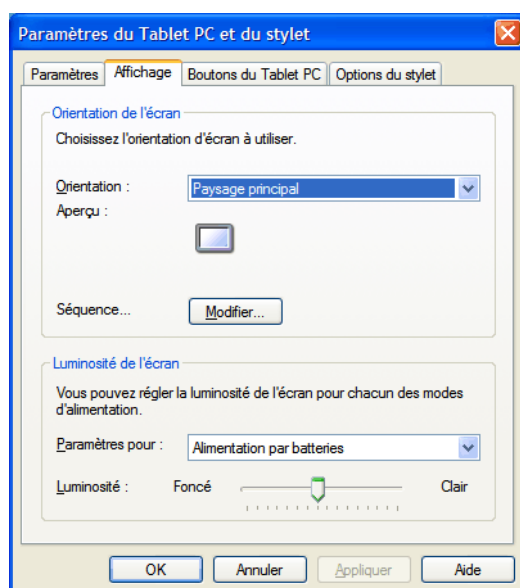 Paramètres du Tablet PC et du stylet
Paramètres Affichage Boutons du Tablet PC Options du stylet
Orientation de l'écran
Choisissez l'orientation d'écran à utiliser.
Orientation : Paysage principal
Aperçu :
Séquence... Modifier...
Luminosité de l'écran
Vous pouvez régler la luminosité de l'écran pour chacun des modes
d'alimentation.
Paramètres pour : Alimentation par batteries
Luminosité : Foncé Clair
OK Annuler Appliquer Aide